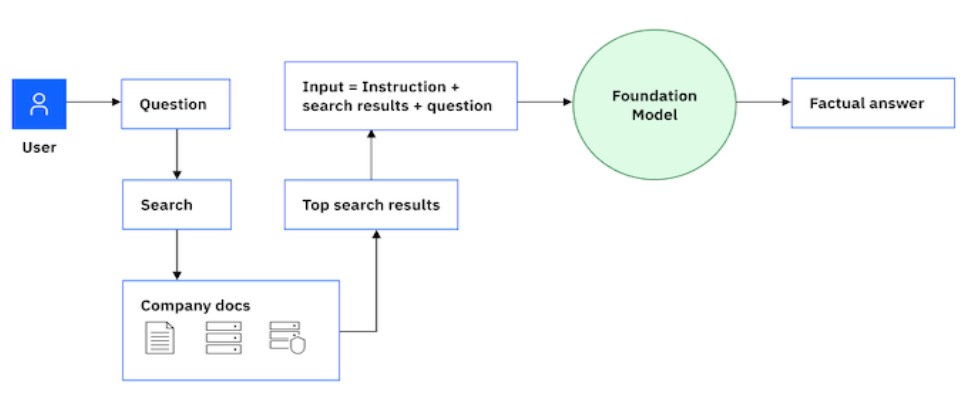 User
Question
Search
Company docs
Top search results
Input = Instruction +
search results + question
Foundation
Model
Factual answer